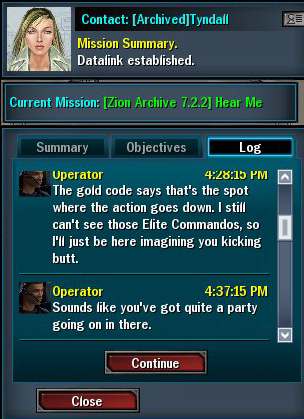 Contact: [Archived]Tyndall
Mission Summary.
Datalink established.
Current Mission: [Zion Archive 7.2.2] Hear Me
Summary
Objectives
Log
Operator 4:28:15 PM
The gold code says that's the spot
where the action goes down. I still
can't see those Elite Commandos, so
I'll just be here imagining you kicking
butt.
Operator 4:37:15 PM
Sounds like you've got quite a party
going on in there.
Continue
Close